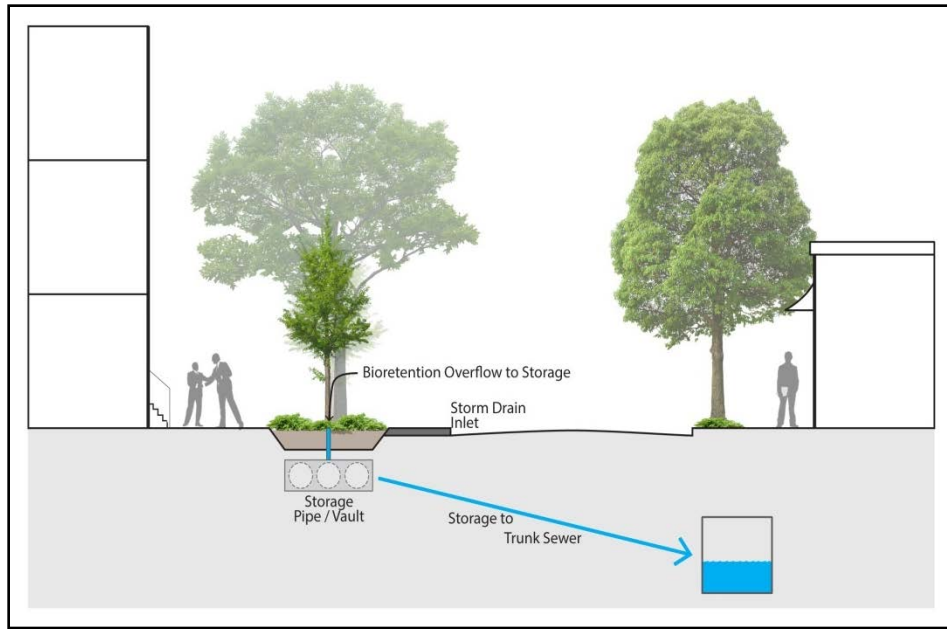 Bioretention Overflow to Storage
Storm Drain
Inlet
Storage
Pipe / Vault
Storage to
Trunk Sewer